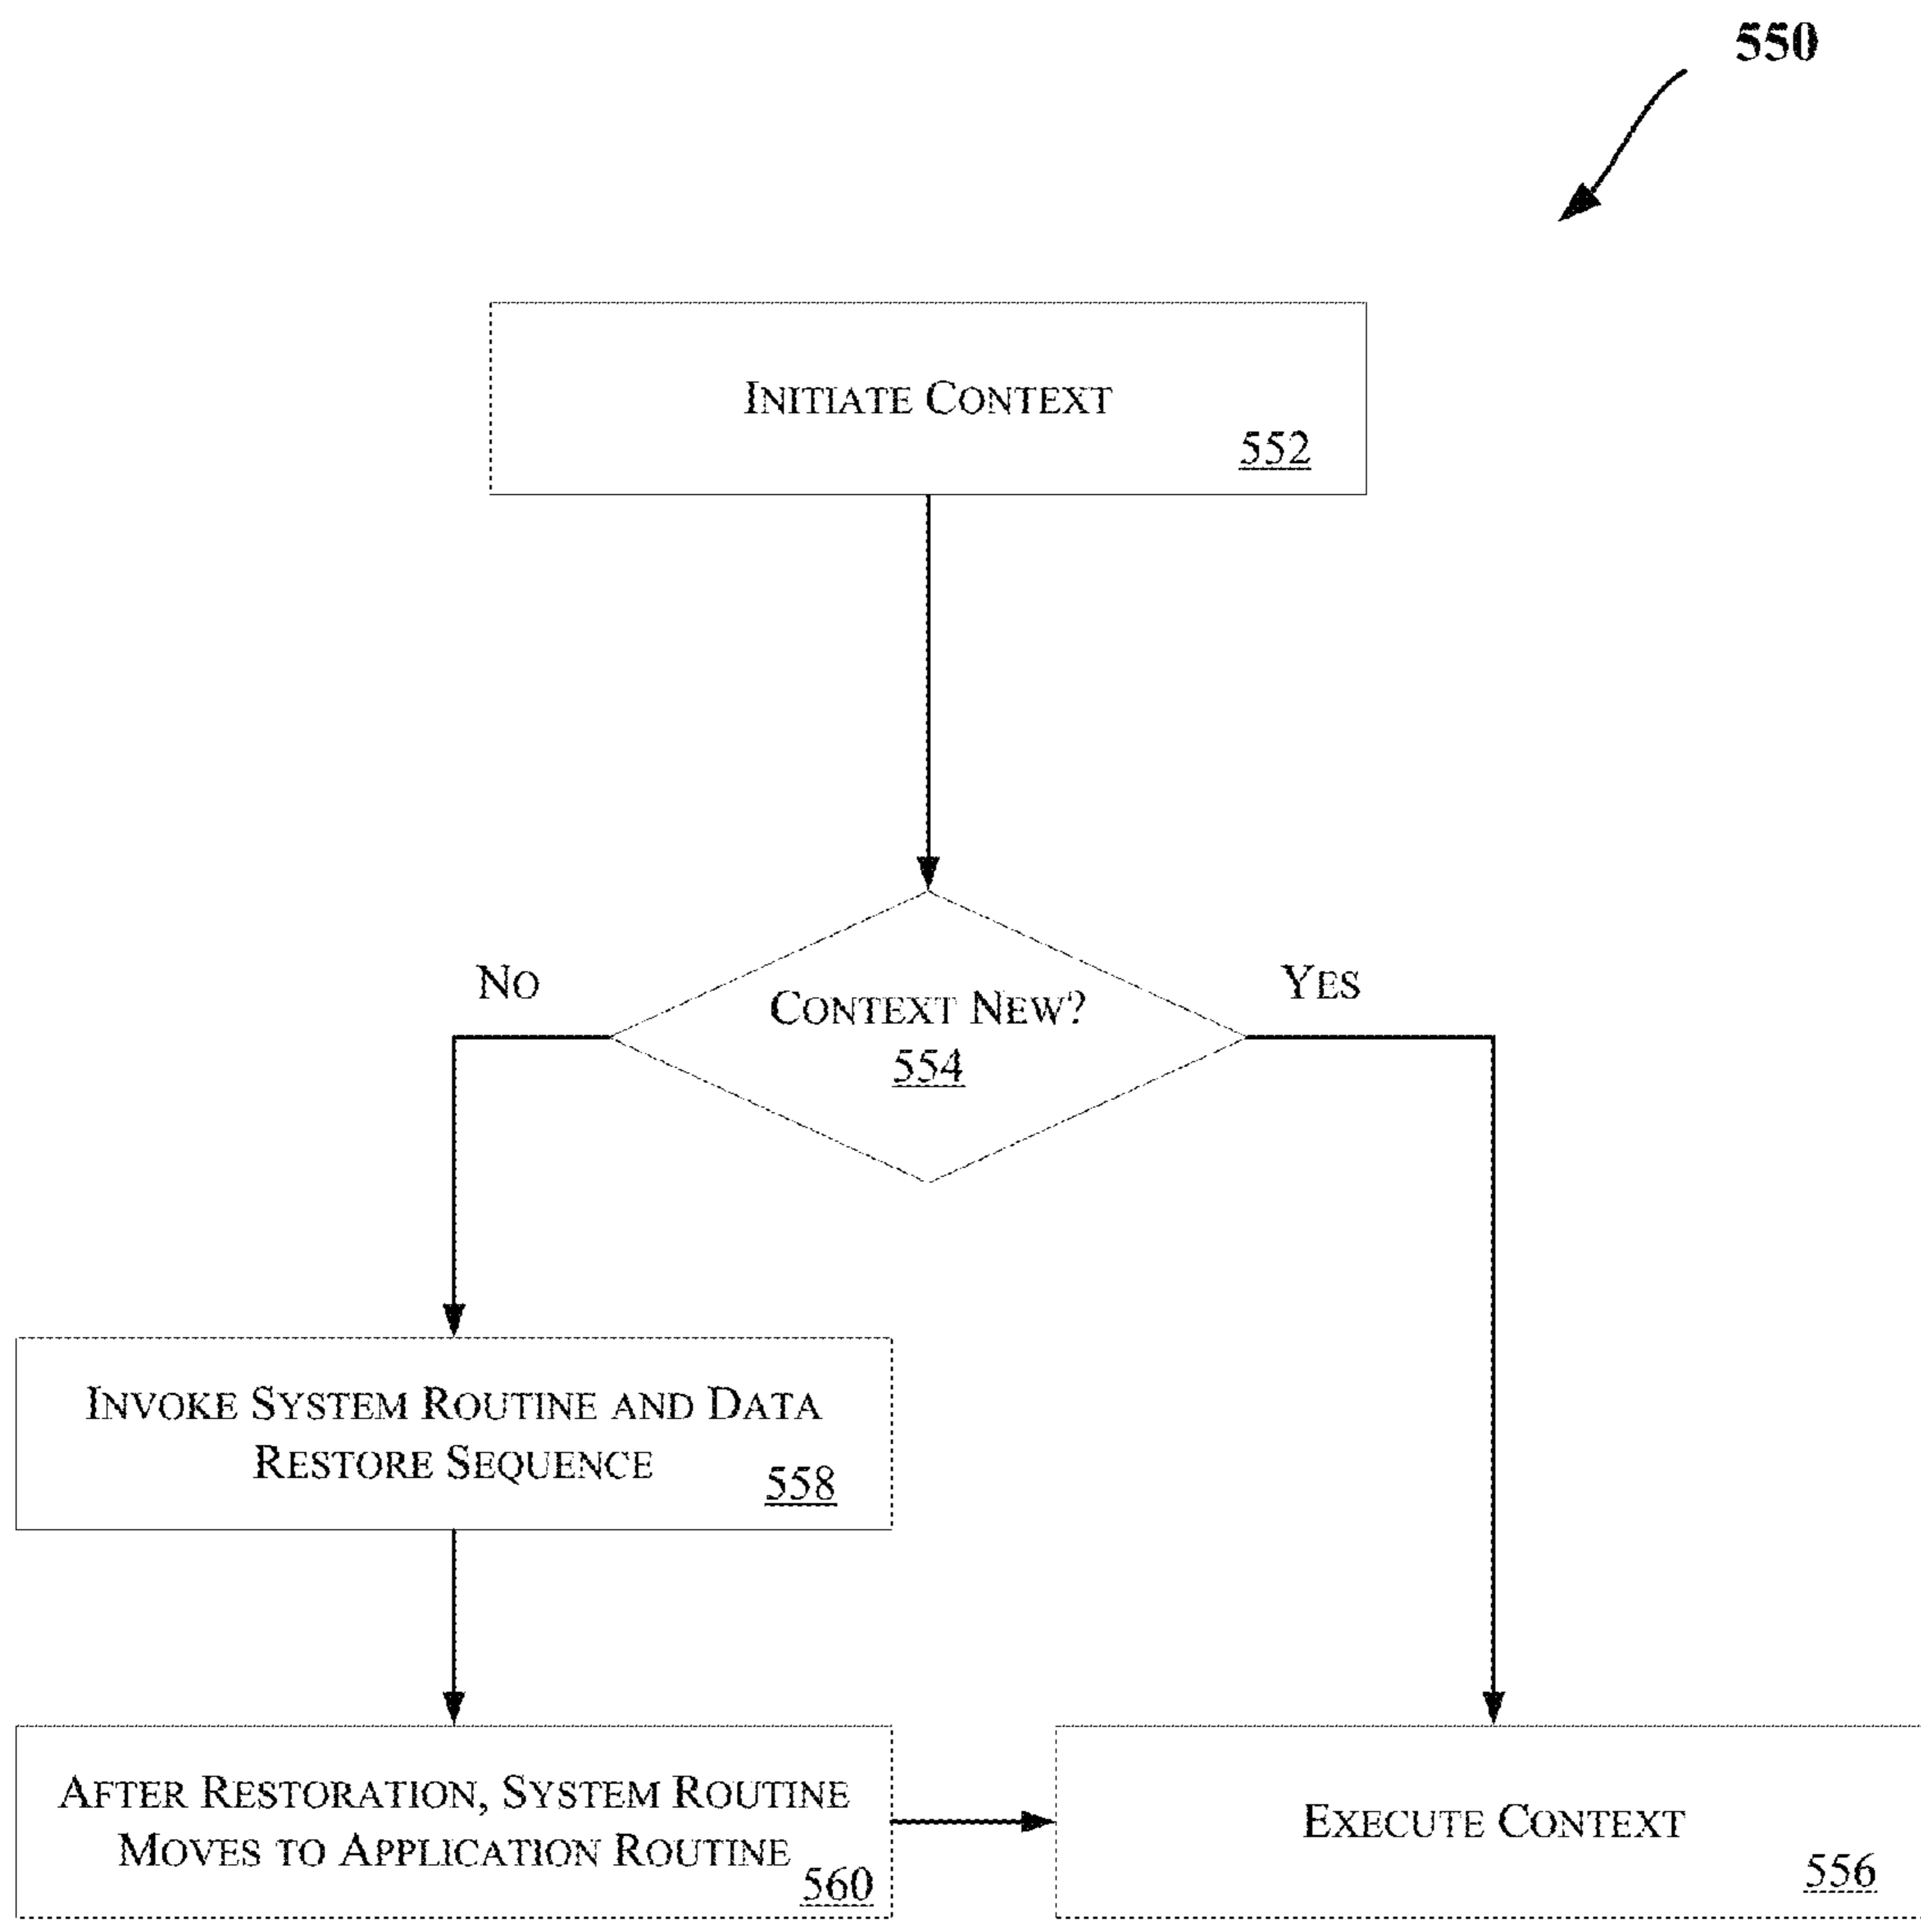 550
INITIATE CONTEXT
552
NO
YES
CONTEXT NEW?
554
INVOKE SYSTEM ROUTINE AND DATA
RESTORE SEQUENCE
558
AFTER RESTORATION, SYSTEM ROUTINE
MOVES TO APPLICATION ROUTINE
560
EXECUTE CONTEXT
556